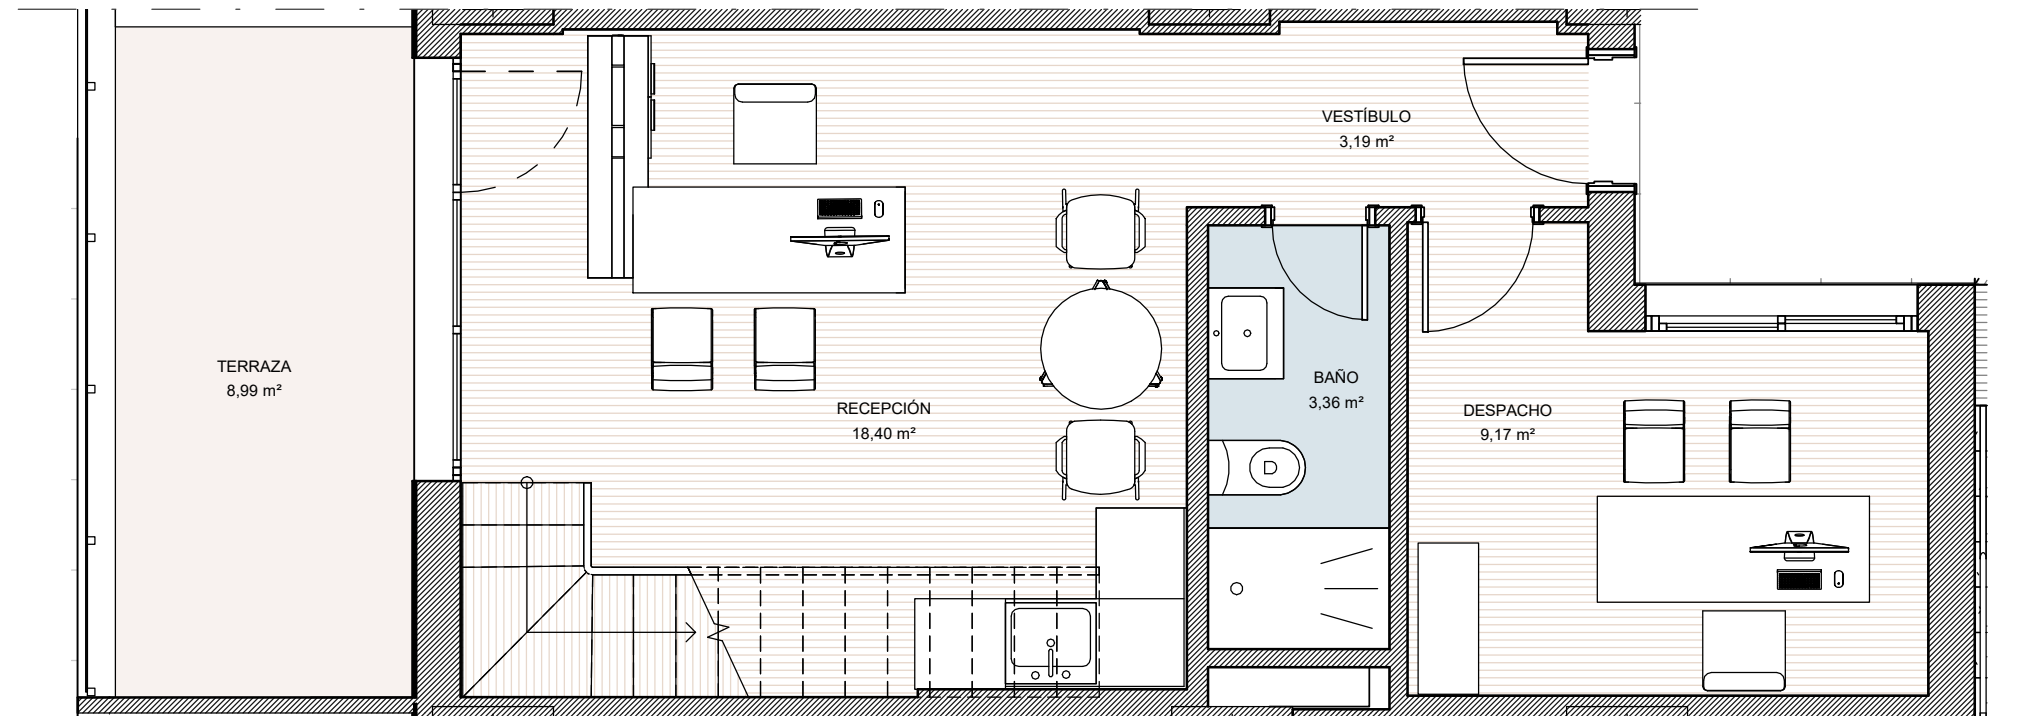 VESTÍBULO
3,19 m²
TERRAZA
8,99 m²
RECEPCIÓN
18,40 m²
BAÑO
3,36 m²
DESPACHO
9,17 m²